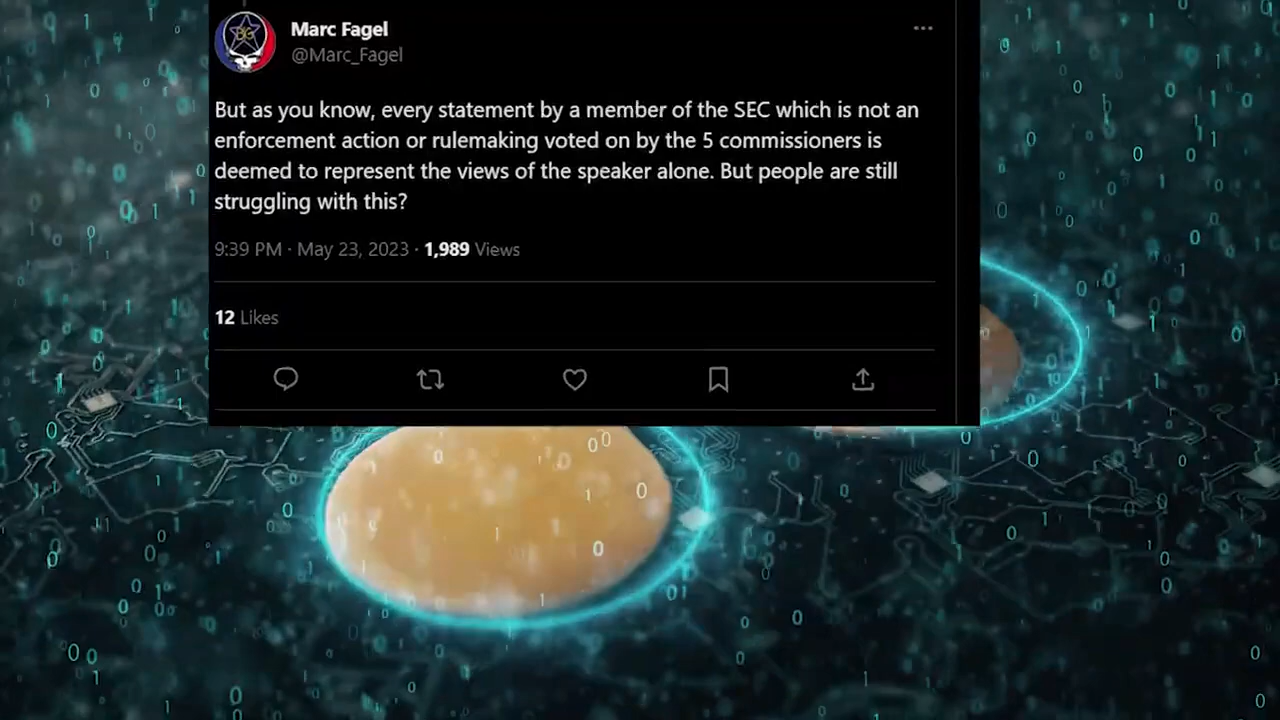 Marc Fagel
@Marc_Fagel
But as you know, every statement by a member of the SEC which is not an
enforcement action or rulemaking voted on by the 5 commissioners is
deemed to represent the views of the speaker alone. But people are still
struggling with this?
9:39 PM · May 23, 2023 · 1,989 Views
12 Likes